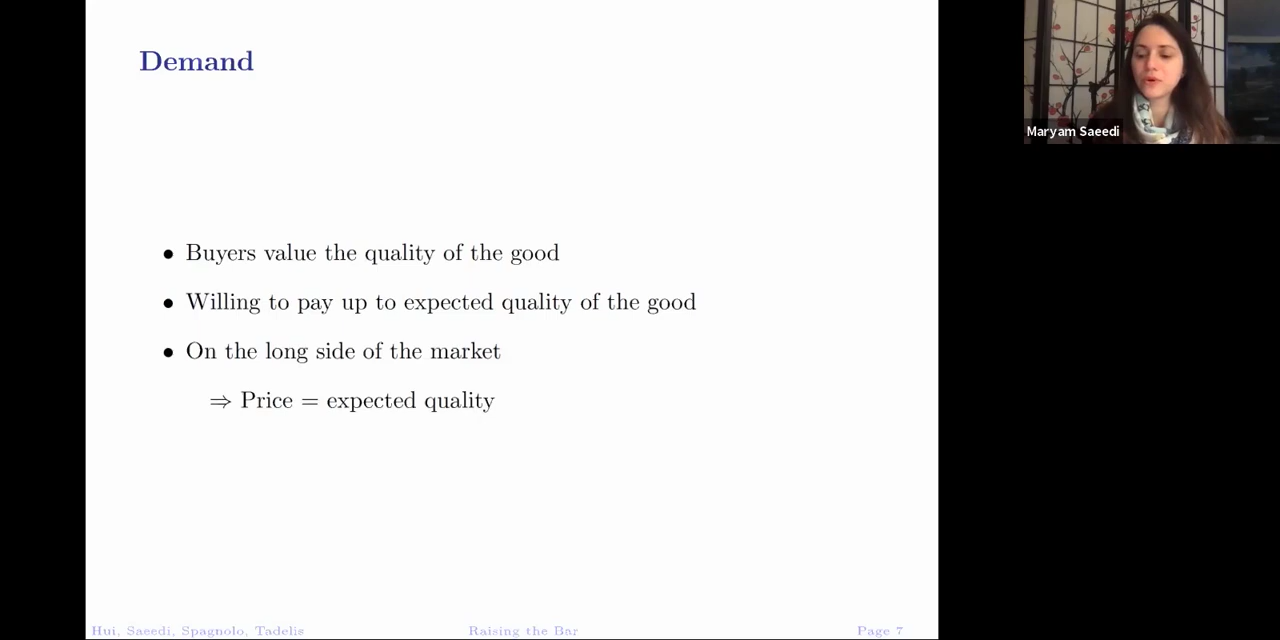 Demand
Maryam Saeedi
• Buyers value the quality of the good
• Willing to pay up to expected quality of the good
• On the long side of the market
⇒ Price = expected quality
Hui, Saeedi, Spagnolo, Tadelis
Raising the Bar
Page 7